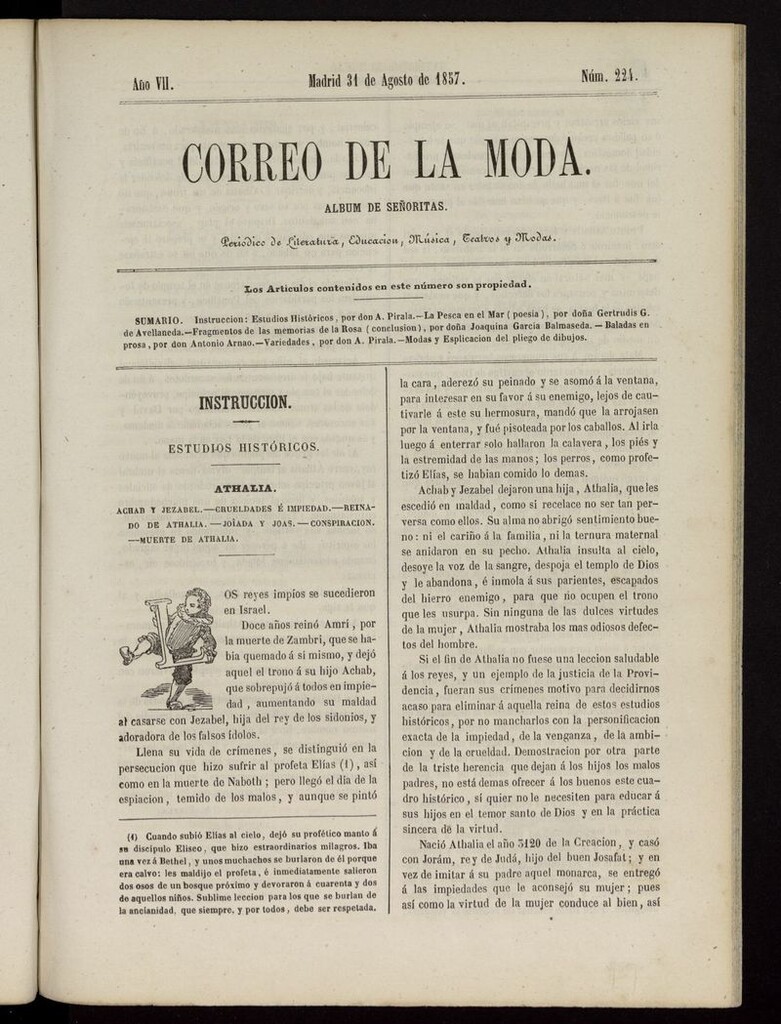 Año VII.
Madrid 31 de Agosto de 1857.
Núm. 224.
CORREO DE LA MODA.
ALBUM DE SEÑORITAS.
Periódico de Literatura, Educacion, Música, Teatros y Modas.
Los Articulos contenidos en este número son propiedad.
SUMARIO. Instruccion: Estudios Históricos, por don A. Pirala.—La Pesca en el Mar (poesia), por doña Gertrudis G.
de Avellaneda.—Fragmentos de las memorias de la Rosa (conclusion), por doña Joaquina Garcia Balmaseda. — Baladas en
prosa, por don Antonio Arnao.—Variedades, por don A. Pirala.—Modas y Esplicacion del pliego de dibujos.
INSTRUCCION.
ESTUDIOS HISTÓRICOS.
ATHALIA.
ACHAB Y JEZABEL.—CRUELDADES É IMPIEDAD.—REINA-
DO DE ATHALIA. —JOÏADA Y JOAS. — CONSPIRACION.
—MUERTE DE ATHALIA.
LOS reyes impíos se sucedieron
en Israel.
Doce años reinó Amri, por
la muerte de Zambri, que se ha-
bia quemado á si mismo, y dejó
aquel el trono á su hijo Achab,
que sobrepujó á todos en impie-
dad, aumentando su maldad
al casarse con Jezabel, hija del rey de los sidonios, y
adoradora de los falsos ídolos.
Llena su vida de crímenes, se distinguió en la
persecucion que hizo sufrir al profeta Elías (1), así
como en la muerte de Naboth; pero llegó el dia de la
espiacion, temido de los malos, y aunque se pintó
(1) Cuando subió Elías al cielo, dejó su profético manto á
su discipulo Eliseo, que hizo estraordinarios milagros. Iba
una vez á Bethel, y unos muchachos se burlaron de él porque
era calvo: les maldijo el profeta, é inmediatamente salieron
dos osos de un bosque próximo y devoraron á cuarenta y dos
de aquellos niños. Sublime leccion para los que se burlan de
la ancianidad, que siempre, y por todos, debe ser respetada.
la cara, aderezó su peinado y se asomó á la ventana,
para interesar en su favor á su enemigo, lejos de cau-
tivarle á este su hermosura, mandó que la arrojasen
por la ventana, y fué pisoteada por los caballos. Al irla
luego á enterrar solo hallaron la calavera, los piés y
la estremidad de las manos; los perros, como profe-
tizó Elías, se habian comido lo demas.
Achab y Jezabel dejaron una hija, Athalia, que les
escedió en maldad, como si recelace no ser tan per-
versa como ellos. Su alma no abrigó sentimiento bue-
no: ni el cariño á la familia, ni la ternura maternal
se anidaron en su pecho. Athalia insulta al cielo,
desoye la voz de la sangre, despoja el templo de Dios
y le abandona, é inmola á sus parientes, escapados
del hierro enemigo, para que no ocupen el trono
que les usurpa. Sin ninguna de las dulces virtudes
de la mujer, Athalia mostraba los mas odiosos defec-
tos del hombre.
Si el fin de Athalia no fuese una leccion saludable
á los reyes, y un ejemplo de la justicia de la Provi-
dencia, fueran sus crímenes motivo para decidirnos
acaso para eliminar á aquella reina de estos estudios
históricos, por no mancharlos con la personificacion
exacta de la impiedad, de la venganza, de la ambi-
cion y de la crueldad. Demostracion por otra parte
de la triste herencia que dejan á los hijos los malos
padres, no está demas ofrecer á los buenos este cua-
dro histórico, si quier no le necesiten para educar á
sus hijos en el temor santo de Dios y en la práctica
sincera de la virtud.
Nació Athalia el año 3120 de la Creacion, y casó
con Jorám, rey de Judá, hijo del buen Josafat; y en
vez de imitar á su padre aquel monarca, se entregó
á las impiedades que le aconsejó su mujer; pues
así como la virtud de la mujer conduce al bien, así